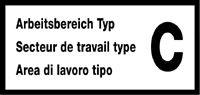 Arbeitsbereich Typ
Secteur de travail type
Area di lavoro tipo
C